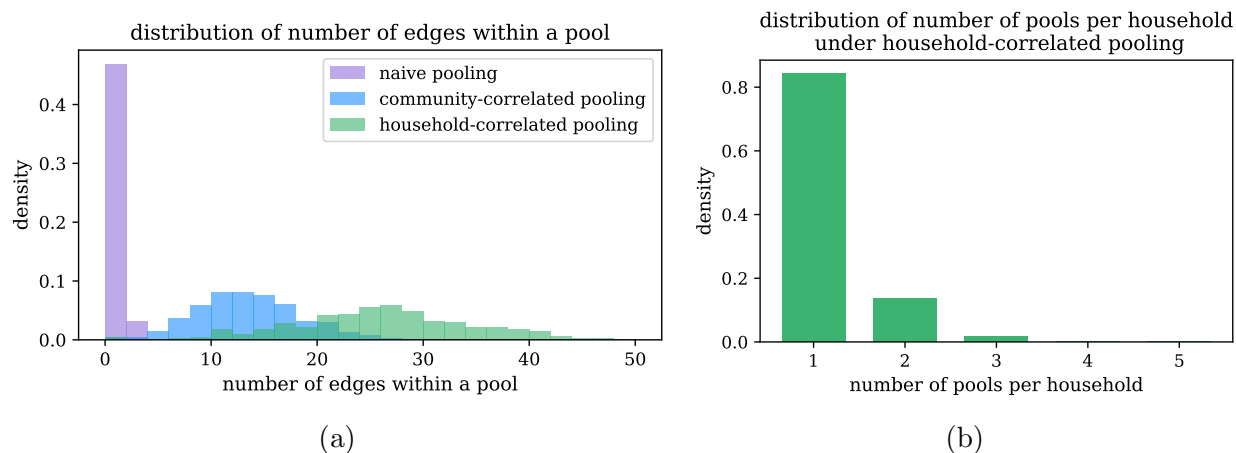 distribution of number of edges within a pool
density
0.4
0.3
0.2
0.1
0.0
naive pooling
community-correlated pooling
household-correlated pooling
0 10 20 30 40 50
number of edges within a pool
(a)
distribution of number of pools per household
under household-correlated pooling
density
0.8
0.6
0.4
0.2
0.0
1 2 3 4 5
number of pools per household
(b)